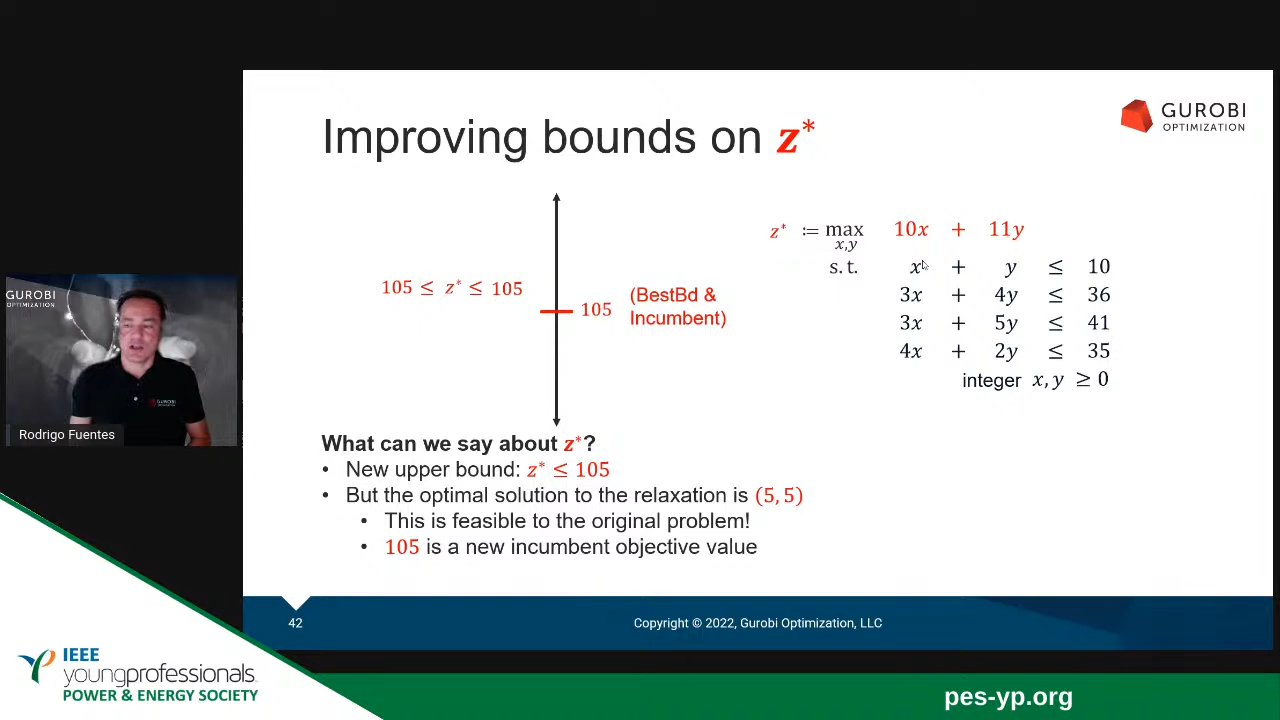 GUROBI
OPTIMIZATION
Improving bounds on z*
z* := max 10x + 11y
x,y
s.t. x + y ≤ 10
3x + 4y ≤ 36
3x + 5y ≤ 41
4x + 2y ≤ 35
integer x, y ≥ 0
105 ≤ z* ≤ 105
105
(BestBd &
Incumbent)
GUROBI
OPTIMIZATION
Rodrigo Fuentes
What can we say about z*?
• New upper bound: z* ≤ 105
• But the optimal solution to the relaxation is (5, 5)
• This is feasible to the original problem!
• 105 is a new incumbent objective value
42
Copyright © 2022, Gurobi Optimization, LLC
IEEE
youngprofessionals
POWER & ENERGY SOCIETY
pes-yp.org